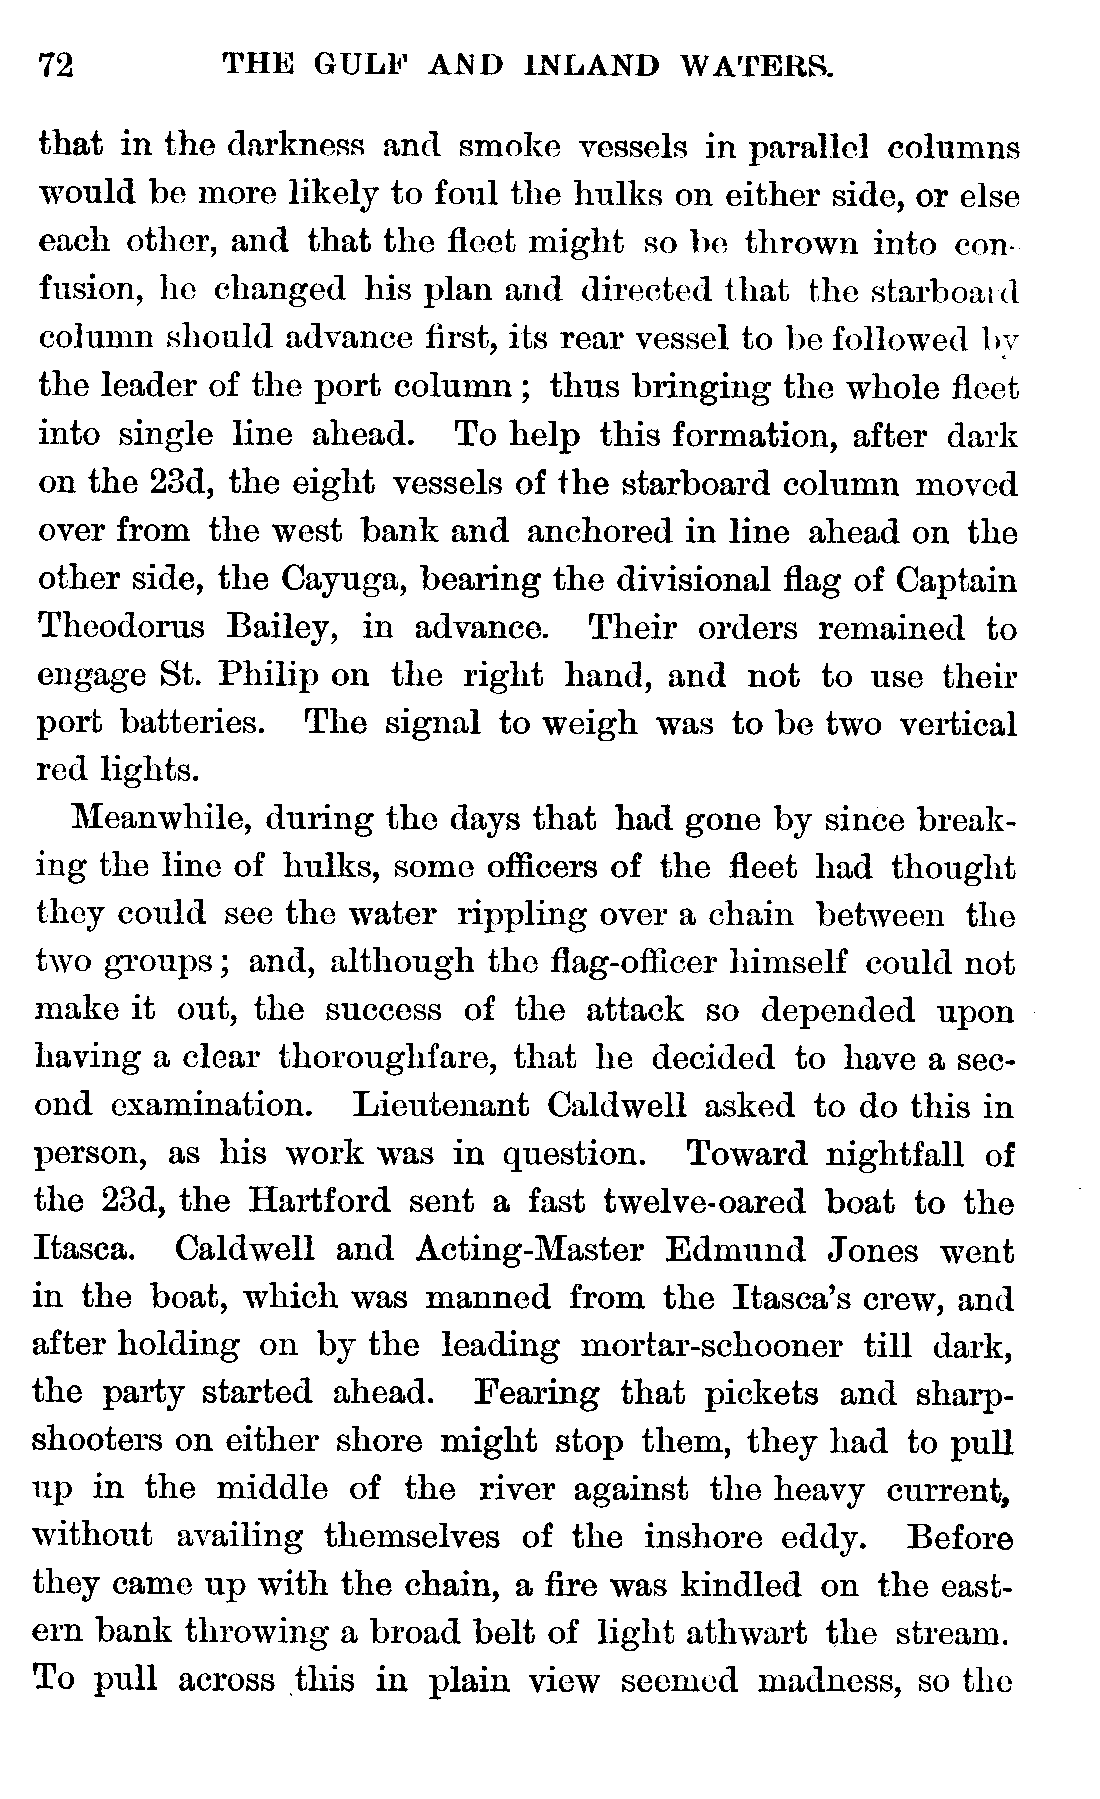 72 THE GULF AND INLAND WATERS.
that in the darkness and smoke vessels in parallel columns
would be more likely to foul the hulks on either side, or else
each other, and that the fleet might so be thrown into con-
fusion, he changed his plan and directed that the starboard
column should advance first, its rear vessel to be followed by
the leader of the port column; thus bringing the whole fleet
into single line ahead. To help this formation, after dark
on the 23d, the eight vessels of the starboard column moved
over from the west bank and anchored in line ahead on the
other side, the Cayuga, bearing the divisional flag of Captain
Theodorus Bailey, in advance. Their orders remained to
engage St. Philip on the right hand, and not to use their
port batteries. The signal to weigh was to be two vertical
red lights.
Meanwhile, during the days that had gone by since break-
ing the line of hulks, some officers of the fleet had thought
they could see the water rippling over a chain between the
two groups; and, although the flag-officer himself could not
make it out, the success of the attack so depended upon
having a clear thoroughfare, that he decided to have a sec-
ond examination. Lieutenant Caldwell asked to do this in
person, as his work was in question. Toward nightfall of
the 23d, the Hartford sent a fast twelve-oared boat to the
Itasca. Caldwell and Acting-Master Edmund Jones went
in the boat, which was manned from the Itasca's crew, and
after holding on by the leading mortar-schooner till dark,
the party started ahead. Fearing that pickets and sharp-
shooters on either shore might stop them, they had to pull
up in the middle of the river against the heavy current,
without availing themselves of the inshore eddy. Before
they came up with the chain, a fire was kindled on the east-
ern bank throwing a broad belt of light athwart the stream.
To pull across this in plain view seemed madness, so the